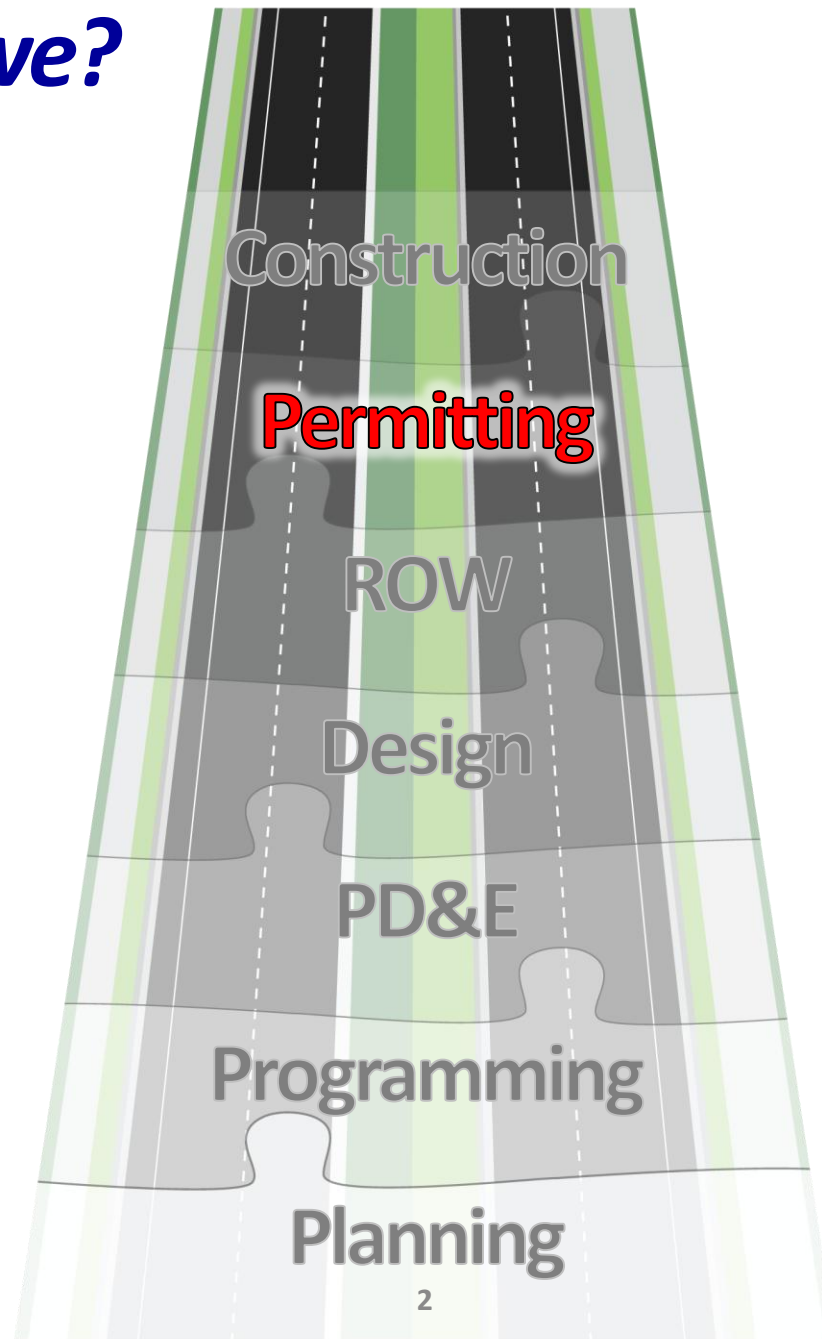 ve?
Construction
Permitting
ROW
Design
PD&E
Programming
Planning
2